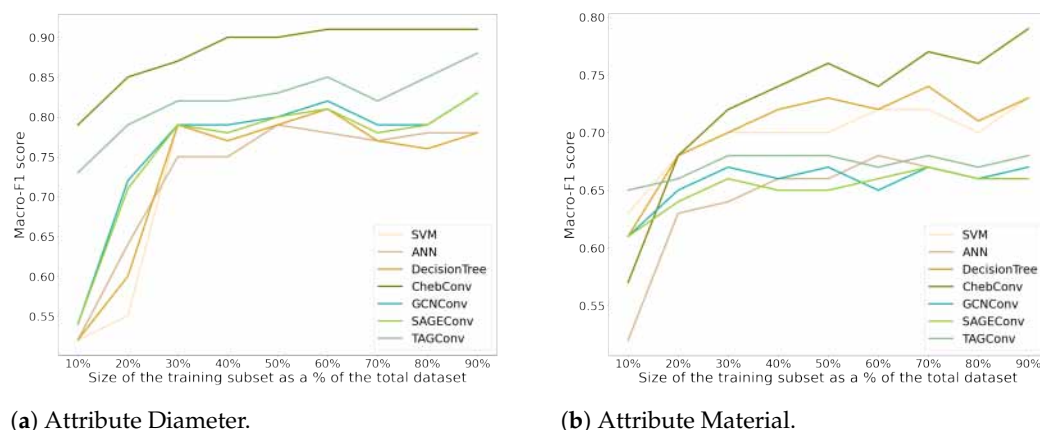 0.90
0.85
0.80
0.75
0.70
0.65
0.60
0.55
Macro-F1 score
SVM
ANN
DecisionTree
ChebConv
GCNConv
SAGEConv
TAGConv
10% 20% 30% 40% 50% 60% 70% 80% 90%
Size of the training subset as a % of the total dataset
(a) Attribute Diameter.
0.80
0.75
0.70
0.65
0.60
0.55
Macro-F1 score
SVM
ANN
DecisionTree
ChebConv
GCNConv
SAGEConv
TAGConv
10% 20% 30% 40% 50% 60% 70% 80% 90%
Size of the training subset as a % of the total dataset
(b) Attribute Material.